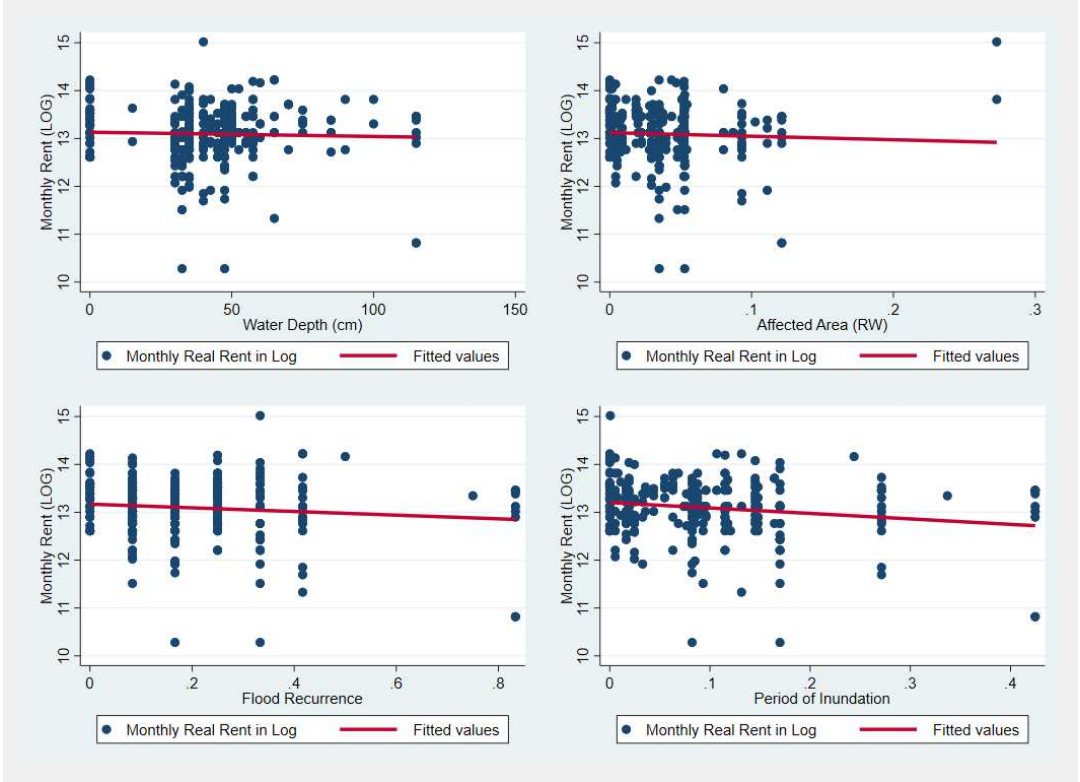 Monthly Rent (LOG)
15
14
13
12
11
10
0
50
100
150
Water Depth (cm)
Monthly Real Rent in Log
Fitted values
Monthly Rent (LOG)
15
14
13
12
11
10
0
.1
.2
.3
Affected Area (RW)
Monthly Real Rent in Log
Fitted values
Monthly Rent (LOG)
15
14
13
12
11
10
0
.2
.4
.6
.8
Flood Recurrence
Monthly Real Rent in Log
Fitted values
Monthly Rent (LOG)
15
14
13
12
11
10
0
.1
.2
.3
.4
Period of Inundation
Monthly Real Rent in Log
Fitted values